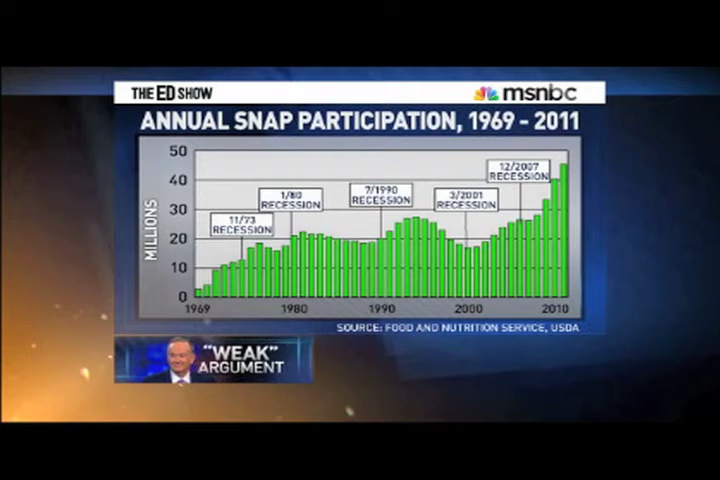 THE ED SHOW
msnbc
ANNUAL SNAP PARTICIPATION, 1969 - 2011
50
40
30
20
10
0
MILLIONS
11/73
RECESSION
1/80
RECESSION
7/1990
RECESSION
3/2001
RECESSION
12/2007
RECESSION
1969
1980
1990
2000
2010
SOURCE: FOOD AND NUTRITION SERVICE, USDA
"WEAK"
ARGUMENT